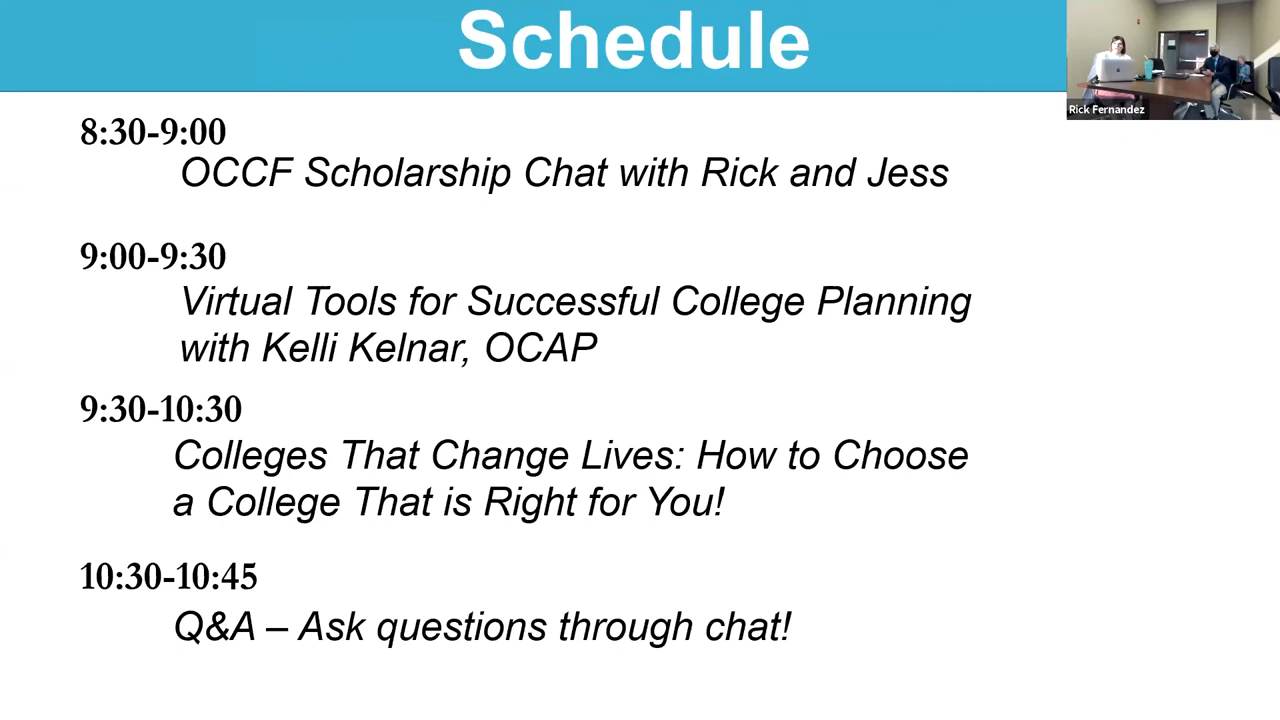 Schedule
Rick Fernandez
8:30-9:00
OCCF Scholarship Chat with Rick and Jess
9:00-9:30
Virtual Tools for Successful College Planning
with Kelli Kelnar, OCAP
9:30-10:30
Colleges That Change Lives: How to Choose
a College That is Right for You!
10:30-10:45
Q&A – Ask questions through chat!